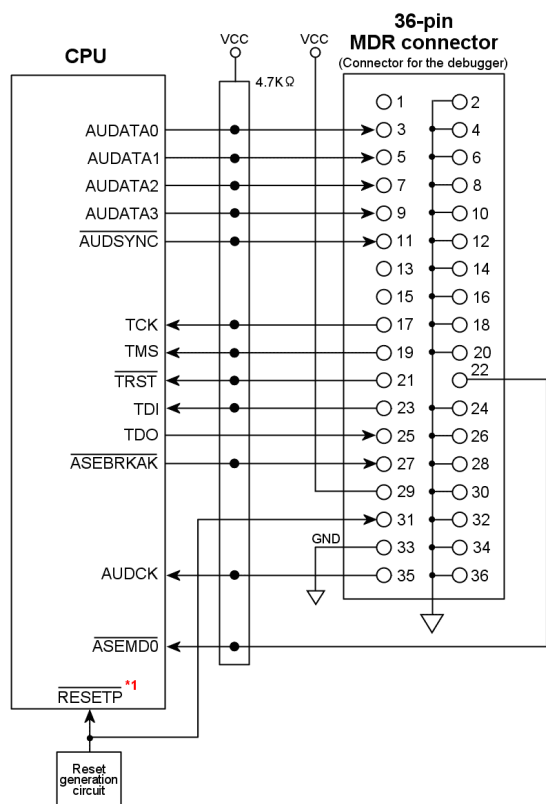 36-pin
MDR connector
(Connector for the debugger)
CPU
VCC
VCC
4.7KΩ
1
2
AUDATA0
3
4
AUDATA1
5
6
AUDATA2
7
8
AUDATA3
9
10
AUDSYNC
11
12
13
14
15
16
TCK
17
18
TMS
19
20
TRST
21
22
TDI
23
24
TDO
25
26
ASEBRKAK
27
28
29
30
31
32
GND
33
34
AUDCK
35
36
ASEMD0
RESETP *1
Reset
generation
circuit